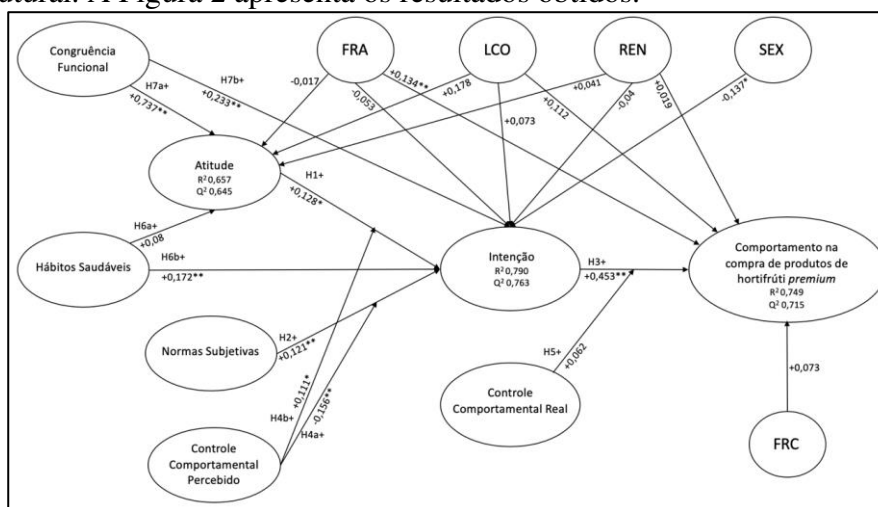 utural. A Figura 2 apresenta os resultados obtidos.
Congruência
Funcional
FRA
LCO
REN
SEX
H7b+
+0,233**
H7a+
+0,737**
-0,017
-0,053
+0,134**
+0,178
+0,073
+0,112
+0,041
-0,04
+0,019
-0,137*
Atitude
R² 0,657
Q² 0,645
H1+
+0,128*
H6a+
+0,08
Hábitos Saudáveis
H6b+
+0,172**
Intenção
R² 0,790
Q² 0,763
H3+
+0,453**
Comportamento na
compra de produtos de
hortifrúti premium
R² 0,749
Q² 0,715
Normas Subjetivas
H2+
+0,121**
H5+
+0,062
+0,111*
-0,156**
H4b+
H4a+
Controle
Comportamental Real
+0,073
Controle
Comportamental
Percebido
FRC